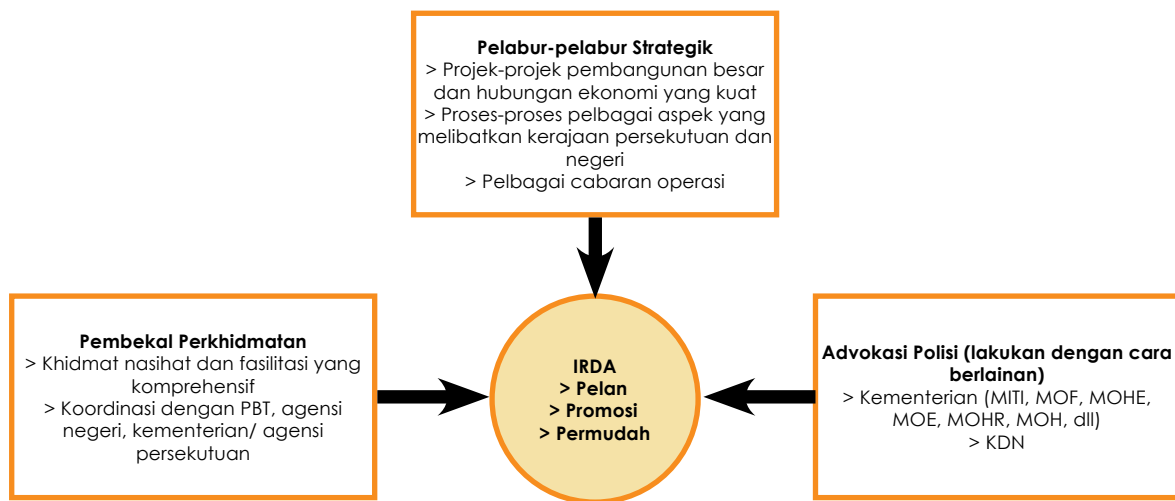 Pelabur-pelabur Strategik
> Projek-projek pembangunan besar
dan hubungan ekonomi yang kuat
> Proses-proses pelbagai aspek yang
melibatkan kerajaan persekutuan dan
negeri
> Pelbagai cabaran operasi
Pembekal Perkhidmatan
> Khidmat nasihat dan fasilitasi yang
komprehensif
> Koordinasi dengan PBT, agensi
negeri, kementerian/ agensi
persekutuan
IRDA
> Pelan
> Promosi
> Permudah
Advokasi Polisi (lakukan dengan cara
berlainan)
> Kementerian (MITI, MOF, MOHE,
MOE, MOHR, MOH, dll)
> KDN